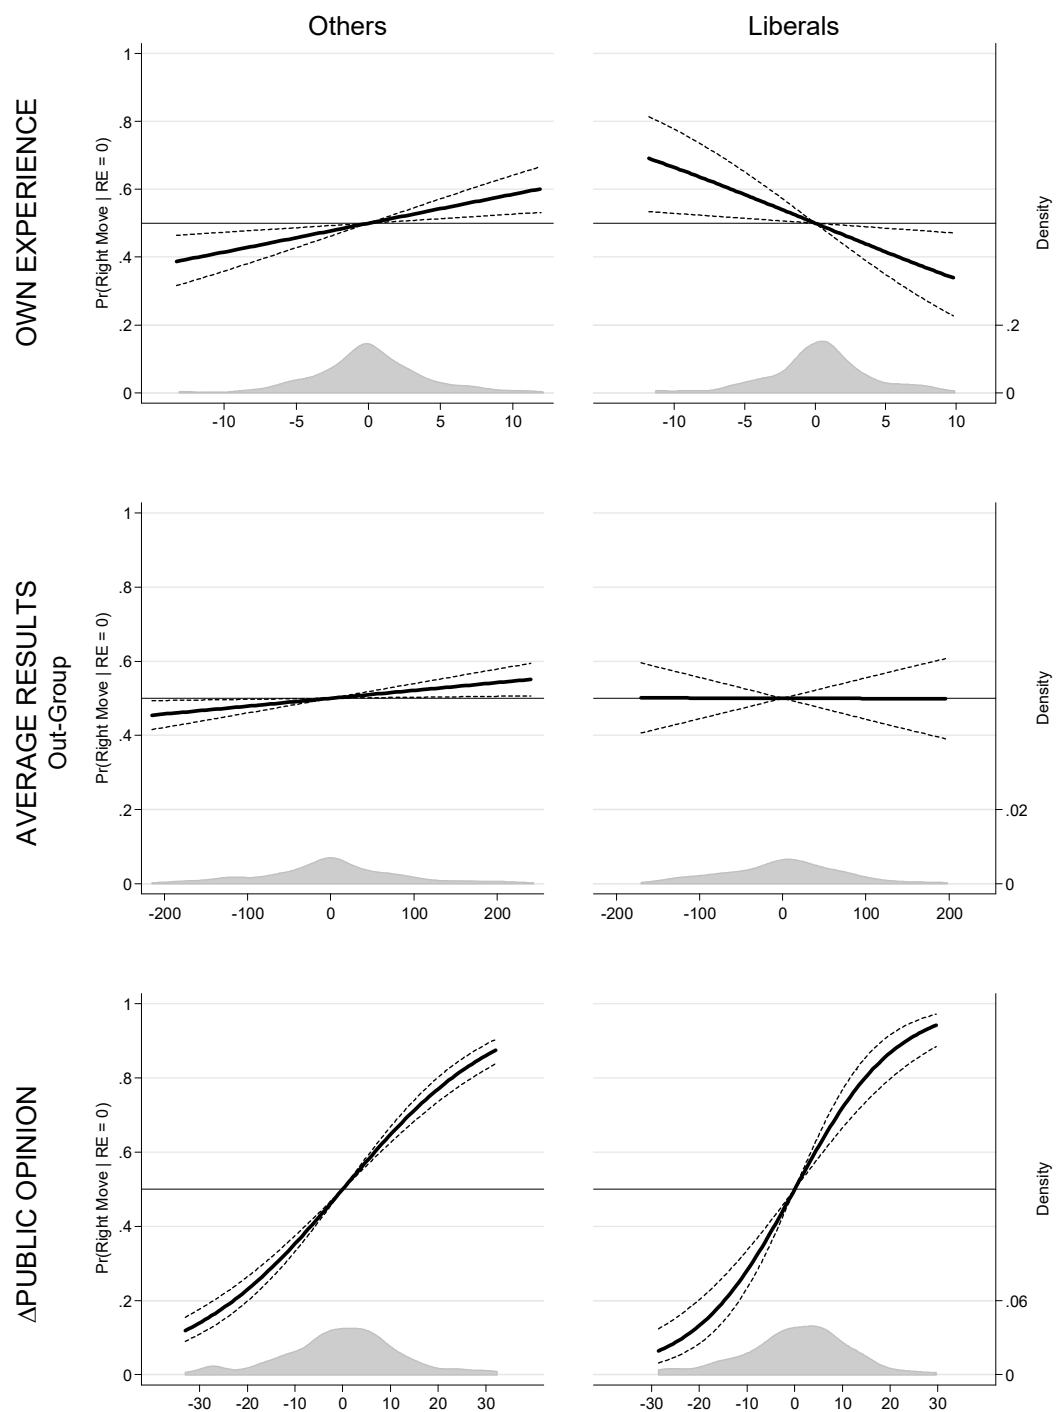 Others
Liberals
OWN EXPERIENCE
Pr(Right Move | RE = 0)
1
.8
.6
.4
.2
0
-10 -5 0 5 10
-10 -5 0 5 10
.2
0
Density
AVERAGE RESULTS
Out-Group
Pr(Right Move | RE = 0)
1
.8
.6
.4
.2
0
-200 -100 0 100 200
-200 -100 0 100 200
.02
0
Density
ΔPUBLIC OPINION
Pr(Right Move | RE = 0)
1
.8
.6
.4
.2
0
-30 -20 -10 0 10 20 30
-30 -20 -10 0 10 20 30
.06
0
Density